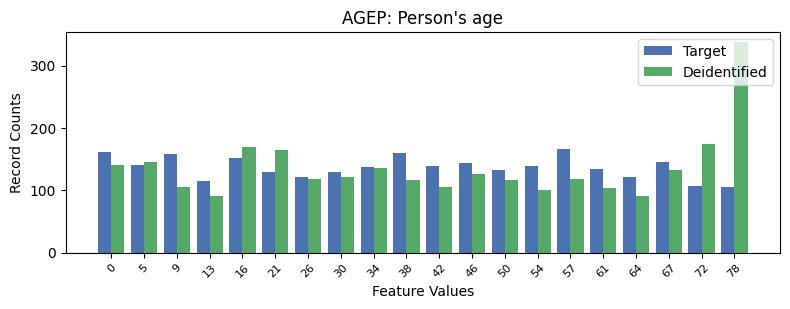 AGEP: Person's age
Target
Deidentified
Record Counts
300
200
100
0
0 5 9 13 16 21 26 30 34 38 42 46 50 54 57 61 64 67 72 78
Feature Values